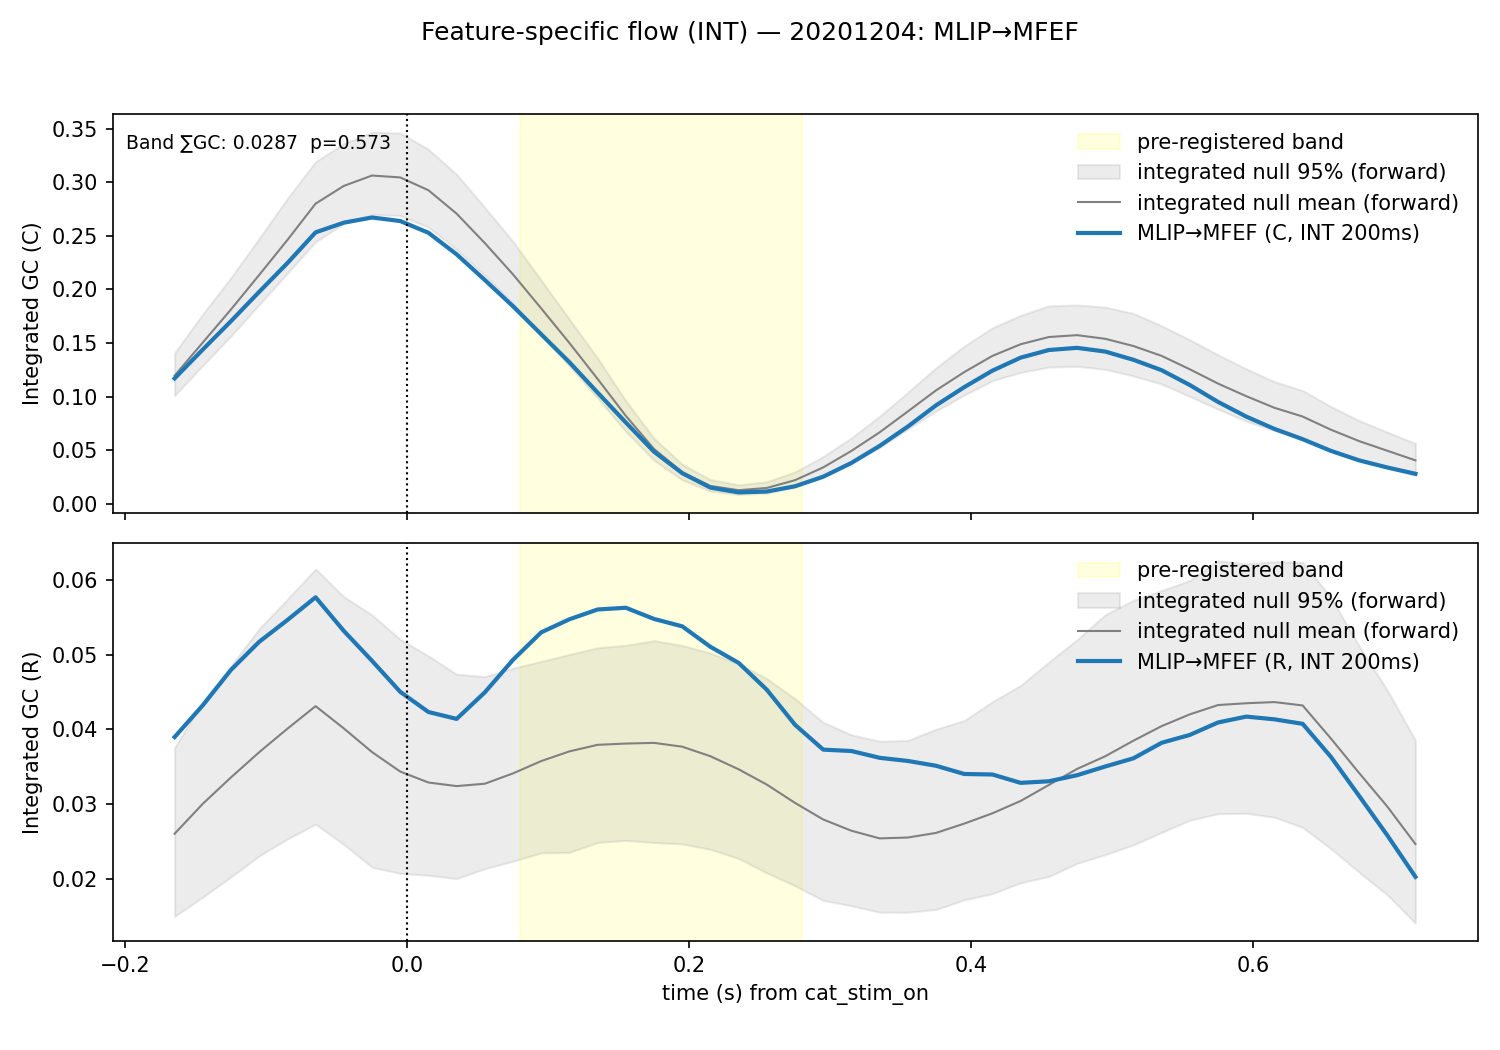 Feature-specific flow (INT) — 20201204: MLIP→MFEF
Band ∑GC: 0.0287 p=0.573
pre-registered band
integrated null 95% (forward)
integrated null mean (forward)
MLIP→MFEF (C, INT 200ms)
Integrated GC (C)
0.35
0.30
0.25
0.20
0.15
0.10
0.05
0.00
pre-registered band
integrated null 95% (forward)
integrated null mean (forward)
MLIP→MFEF (R, INT 200ms)
Integrated GC (R)
0.06
0.05
0.04
0.03
0.02
−0.2 0.0 0.2 0.4 0.6
time (s) from cat_stim_on